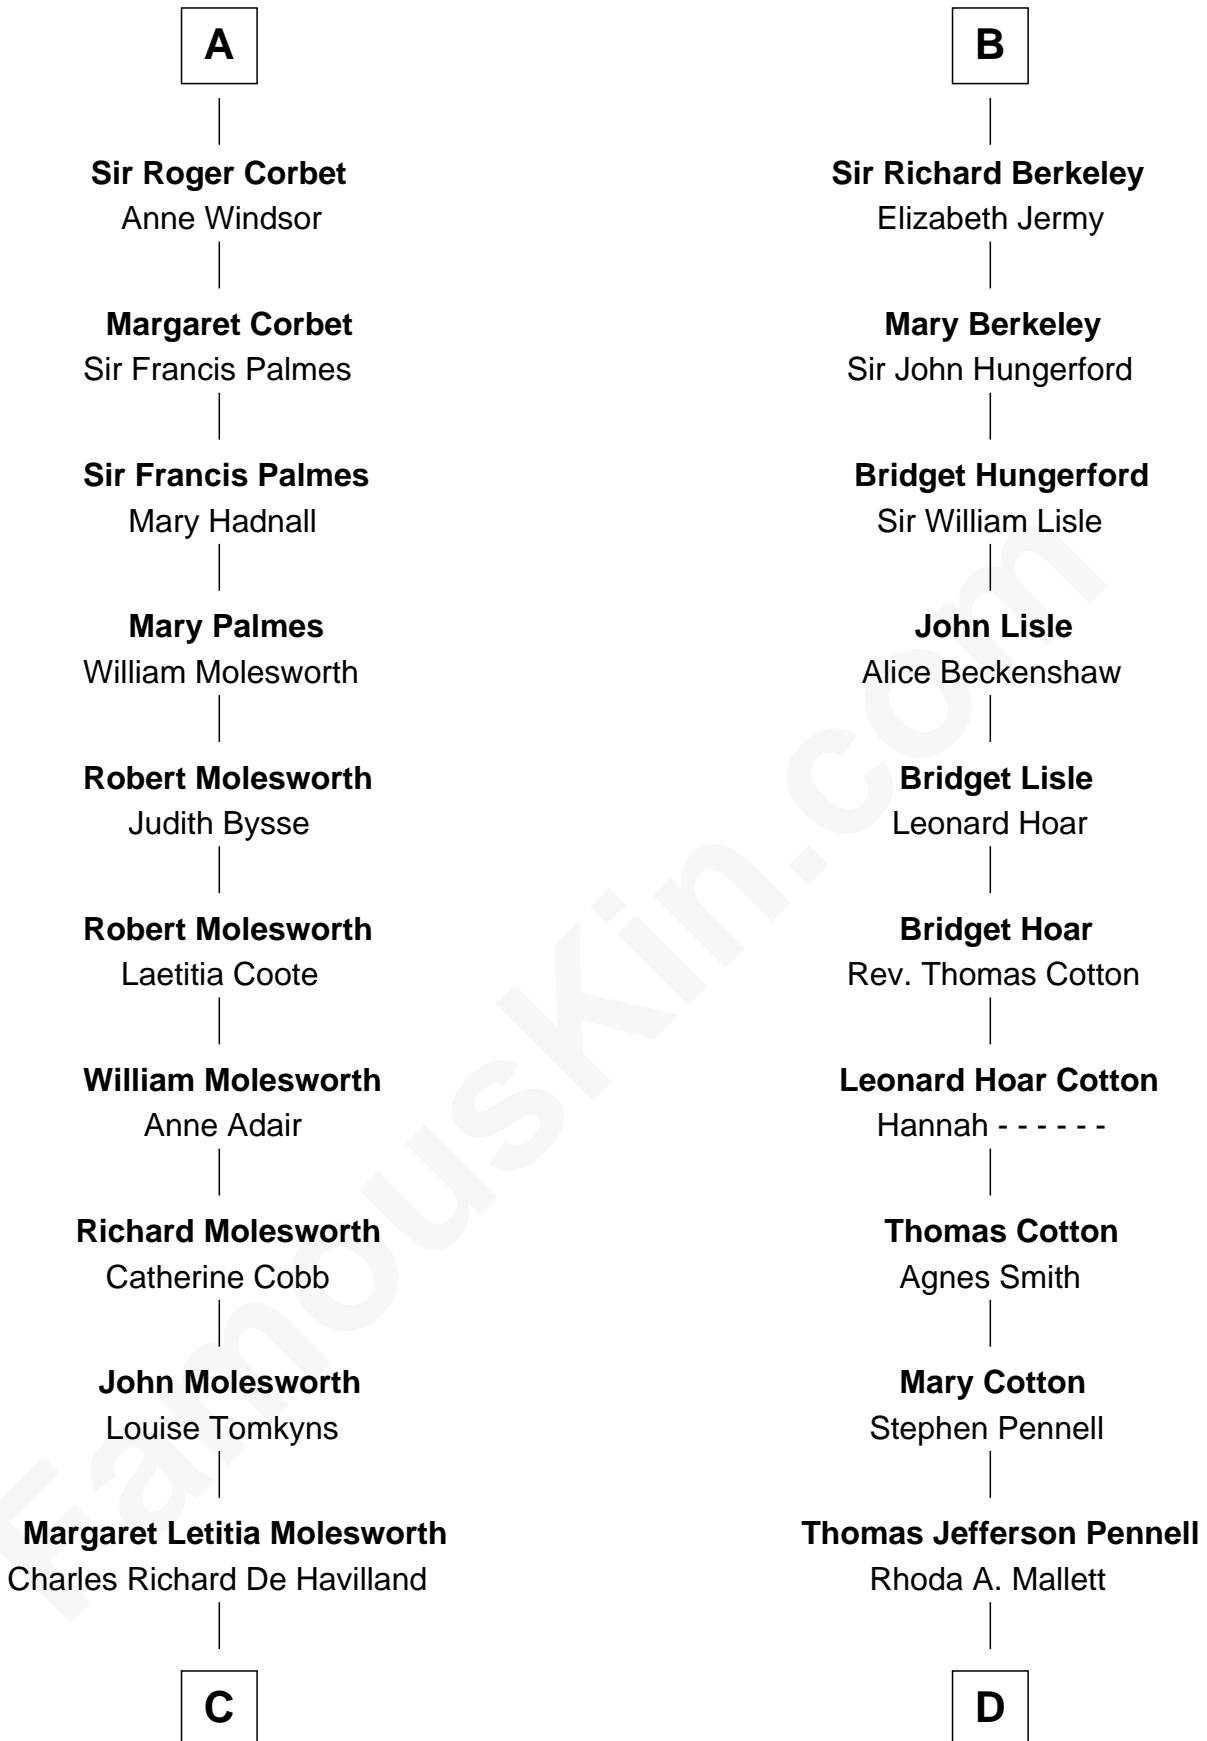 A
Sir Roger Corbet
Anne Windsor
Margaret Corbet
Sir Francis Palmes
Sir Francis Palmes
Mary Hadnall
Mary Palmes
William Molesworth
Robert Molesworth
Judith Bysse
Robert Molesworth
Laetitia Coote
William Molesworth
Anne Adair
Richard Molesworth
Catherine Cobb
John Molesworth
Louise Tomkyns
Margaret Letitia Molesworth
Charles Richard De Havilland
C
B
Sir Richard Berkeley
Elizabeth Jermy
Mary Berkeley
Sir John Hungerford
Bridget Hungerford
Sir William Lisle
John Lisle
Alice Beckenshaw
Bridget Lisle
Leonard Hoar
Bridget Hoar
Rev. Thomas Cotton
Leonard Hoar Cotton
Hannah - - - - - -
Thomas Cotton
Agnes Smith
Mary Cotton
Stephen Pennell
Thomas Jefferson Pennell
Rhoda A. Mallett
D
FamousKin.com